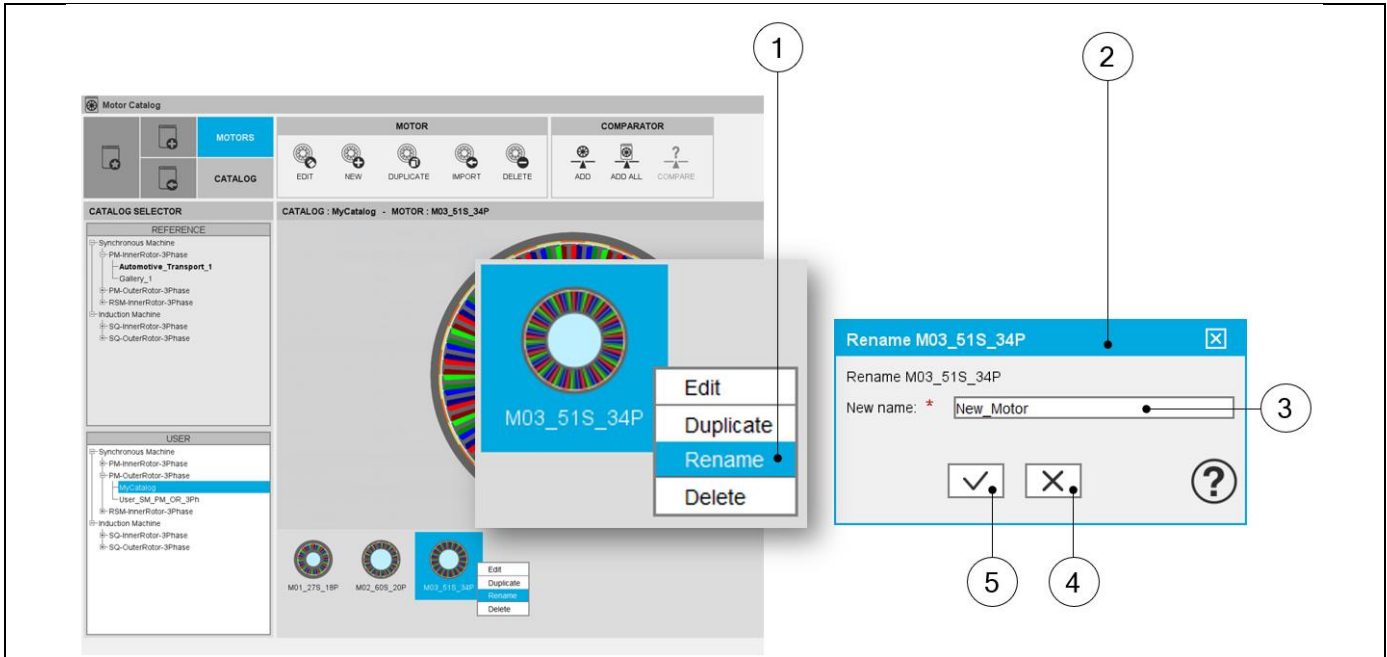 1
2
Motor Catalog
MOTORS
CATALOG
MOTOR
EDIT
NEW
DUPLICATE
IMPORT
DELETE
COMPARATOR
ADD
ADD ALL
?
COMPARE
CATALOG SELECTOR
CATALOG : MyCatalog - MOTOR : M03_51S_34P
REFERENCE
Synchronous Machine
PM-InnerRotor-3Phase
Automotive_Transport_1
Gallery_1
PM-OuterRotor-3Phase
RSM-InnerRotor-3Phase
Induction Machine
SQ-InnerRotor-3Phase
SQ-OuterRotor-3Phase
USER
Synchronous Machine
PM-InnerRotor-3Phase
PM-OuterRotor-3Phase
MyCatalog
User_SM_PM_OR_3Ph
RSM-InnerRotor-3Phase
Induction Machine
SQ-InnerRotor-3Phase
SQ-OuterRotor-3Phase
M03_51S_34P
Edit
Duplicate
Rename
Delete
M01_27S_18P
M02_60S_20P
M03_51S_34P
Edit
Duplicate
Rename
Delete
Rename M03_51S_34P
Rename M03_51S_34P
New name: * New_Motor
3
?
5
4